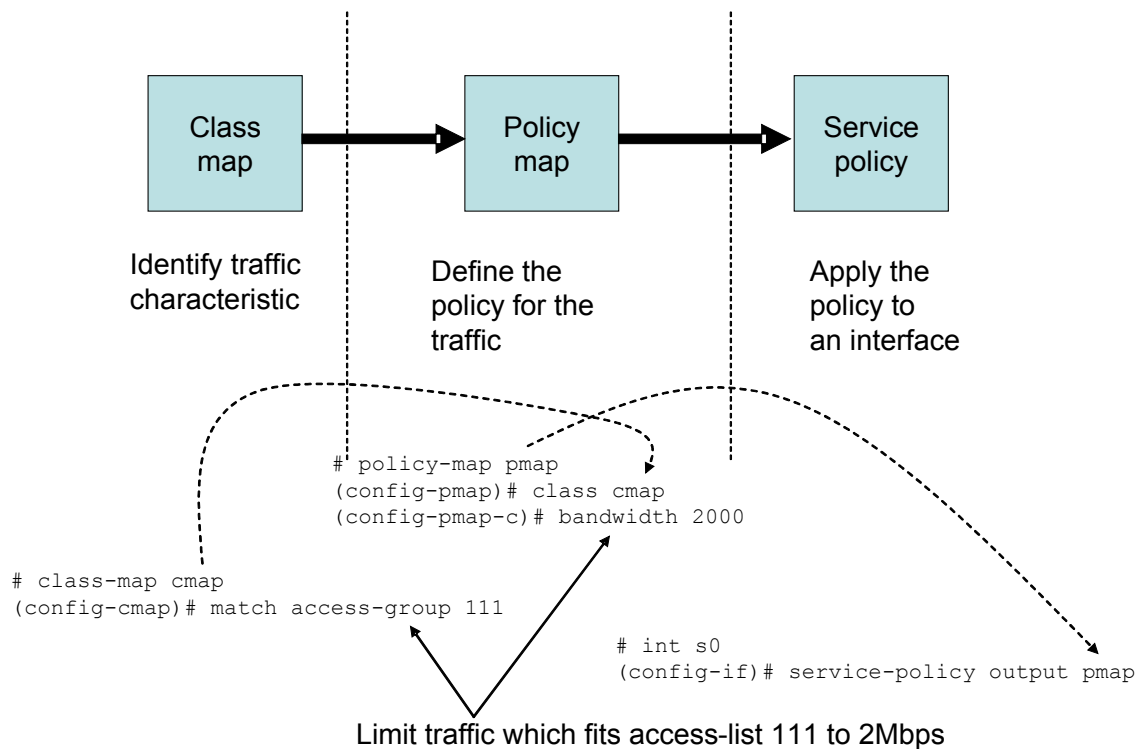 Class
map
Policy
map
Service
policy
Identify traffic
characteristic
Define the
policy for the
traffic
Apply the
policy to
an interface
# policy-map pmap
(config-pmap)# class cmap
(config-pmap-c)# bandwidth 2000
# class-map cmap
(config-cmap)# match access-group 111
# int s0
(config-if)# service-policy output pmap
Limit traffic which fits access-list 111 to 2Mbps